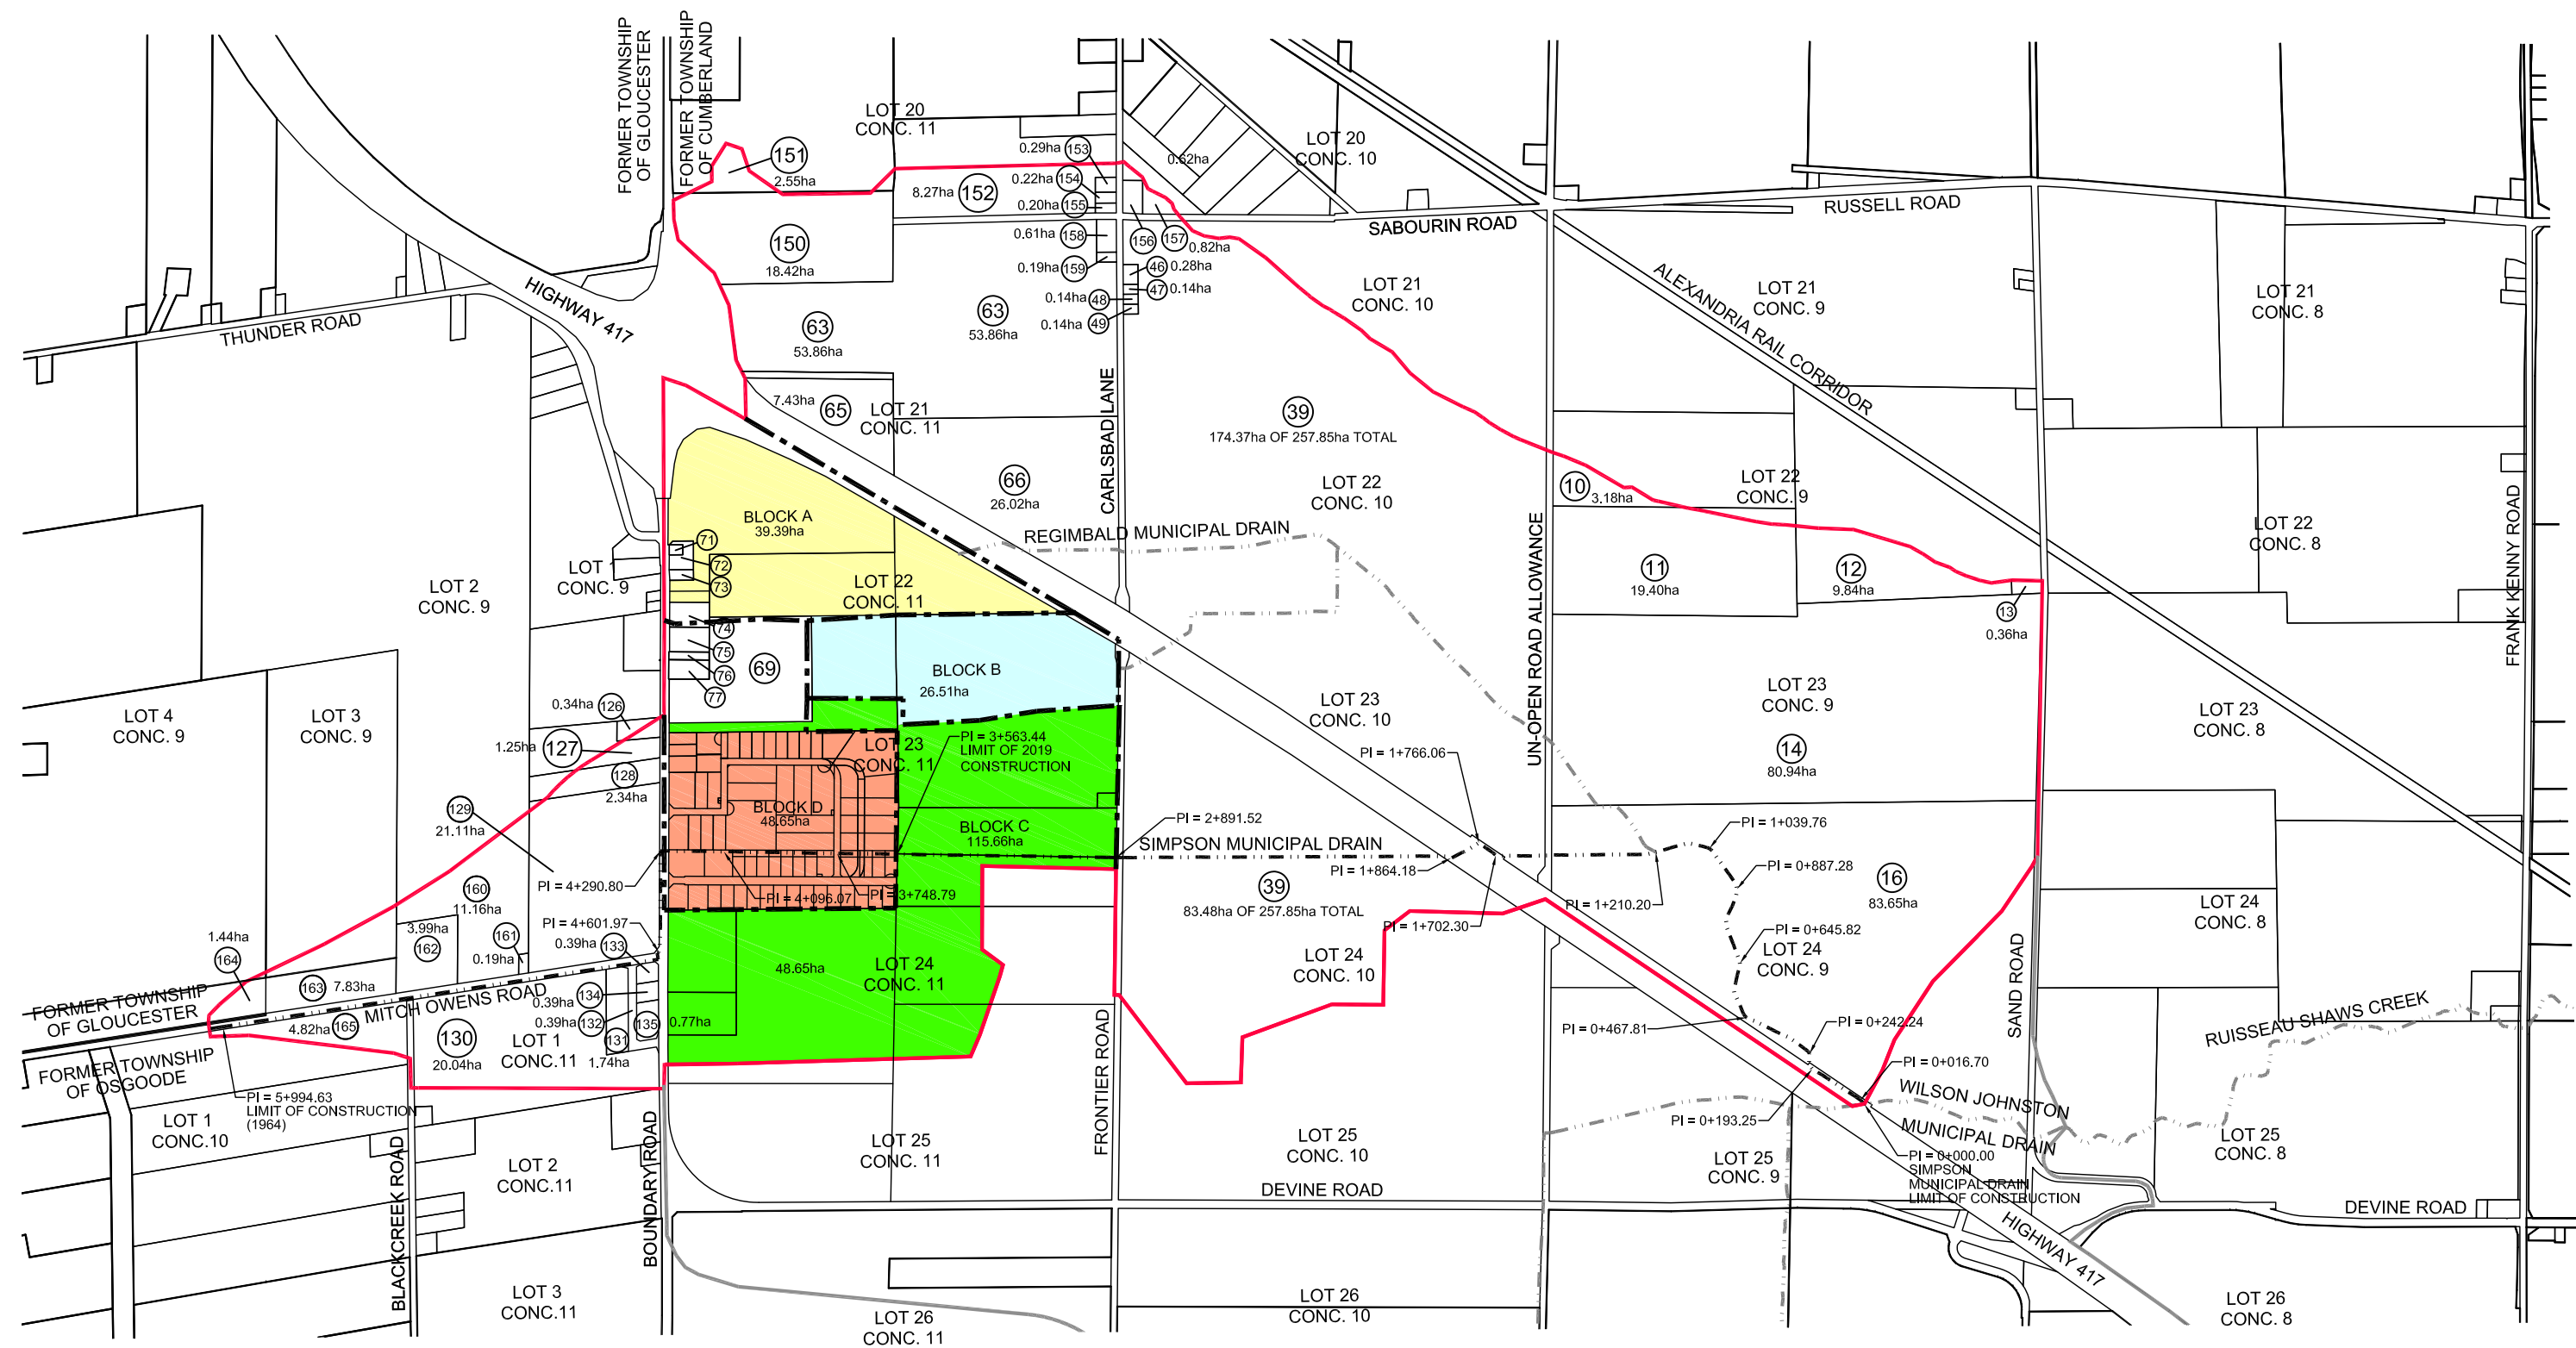 FORMER TOWNSHIP
OF GLOUCESTER
FORMER TOWNSHIP
OF CUMBERLAND
LOT 20
CONC. 11
LOT 20
CONC. 10
0.62ha
151
2.55ha
0.29ha 153
0.22ha 154
0.20ha 155
8.27ha 152
156
157 0.82ha
150
18.42ha
0.61ha 158
0.19ha 159
46 0.28ha
47 0.14ha
0.14ha 48
0.14ha 49
SABOURIN ROAD
RUSSELL ROAD
HIGHWAY 417
THUNDER ROAD
63
53.86ha
63
53.86ha
LOT 21
CONC. 10
ALEXANDRIA RAIL CORRIDOR
LOT 21
CONC. 9
LOT 21
CONC. 8
7.43ha 65
LOT 21
CONC. 11
CARLSBAD LANE
39
174.37ha OF 257.85ha TOTAL
66
26.02ha
LOT 22
CONC. 10
10 3.18ha
LOT 22
CONC. 9
LOT 22
CONC. 8
FRANK KENNY ROAD
UN-OPEN ROAD ALLOWANCE
BLOCK A
39.39ha
REGIMBALD MUNICIPAL DRAIN
71
72
73
74
75
76
77
69
LOT 2
CONC. 9
LOT
CONC. 9
LOT 22
CONC. 11
11
19.40ha
12
9.84ha
13
0.36ha
BLOCK B
26.51ha
LOT 4
CONC. 9
LOT 3
CONC. 9
0.34ha 126
1.25ha 127
128
2.34ha
129
21.11ha
LOT 23
CONC. 11
PI = 3+563.44
LIMIT OF 2019
CONSTRUCTION
LOT 23
CONC. 10
PI = 1+766.06
LOT 23
CONC. 9
14
80.94ha
LOT 23
CONC. 8
BLOCK D
48.65ha
BLOCK C
115.66ha
PI = 2+891.52
SIMPSON MUNICIPAL DRAIN
PI = 1+864.18
PI = 1+039.76
PI = 0+887.28
PI = 4+290.80
PI = 4+096.07
PI = 3+748.79
39
83.48ha OF 257.85ha TOTAL
PI = 1+702.30
PI = 1+210.20
16
83.65ha
PI = 0+645.82
LOT 24
CONC. 9
LOT 24
CONC. 8
160
11.16ha
3.99ha
162
161
0.19ha
PI = 4+601.97
0.39ha 133
1.44ha
164
163 7.83ha
4.82ha 165
MITCH OWENS ROAD
0.39ha 134
0.39ha 132
131
135 0.77ha
1.74ha
130
20.04ha
LOT 1
CONC.11
48.65ha
LOT 24
CONC. 11
LOT 24
CONC. 10
FORMER TOWNSHIP
OF GLOUCESTER
FORMER TOWNSHIP
OF OSGOODE
PI = 0+467.81
PI = 0+242.24
PI = 0+016.70
SAND ROAD
RUISSEAU SHAWS CREEK
PI = 5+994.63
LIMIT OF CONSTRUCTION
(1964)
LOT 1
CONC.10
BLACKCREEK ROAD
LOT 2
CONC.11
BOUNDARY ROAD
LOT 25
CONC. 11
FRONTIER ROAD
LOT 25
CONC. 10
PI = 0+193.25
WILSON JOHNSTON
MUNICIPAL DRAIN
PI = 0+000.00
SIMPSON
MUNICIPAL DRAIN
LIMIT OF CONSTRUCTION
LOT 25
CONC. 9
LOT 25
CONC. 8
DEVINE ROAD
DEVINE ROAD
HIGHWAY 417
LOT 3
CONC.11
LOT 26
CONC. 11
LOT 26
CONC. 10
LOT 26
CONC. 8